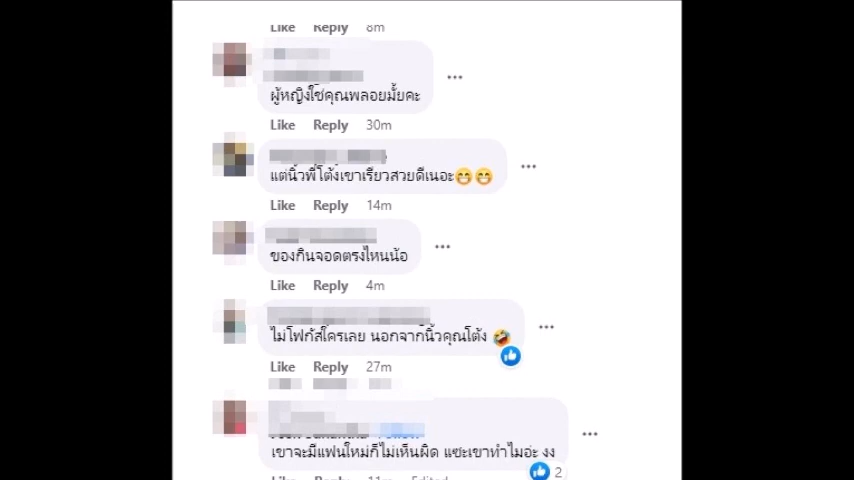 Like Reply 8m
ผู้หญิงใช่คุณพลอยมั้ยคะ
Like Reply 30m
แต่นิ้วพี่โต้งเขาเรียวสวยดีเนอะ😁😁
Like Reply 14m
ของกินจอดตรงไหนน้อ
Like Reply 4m
ไม่โฟกัสใครเลย นอกจากนิ้วคุณโต้ง 🤣
Like Reply 27m
เขาจะมีแฟนใหม่ก็ไม่เห็นผิด แซะเขาทำไมอ่ะ งง
2
Like Reply 11m Edited